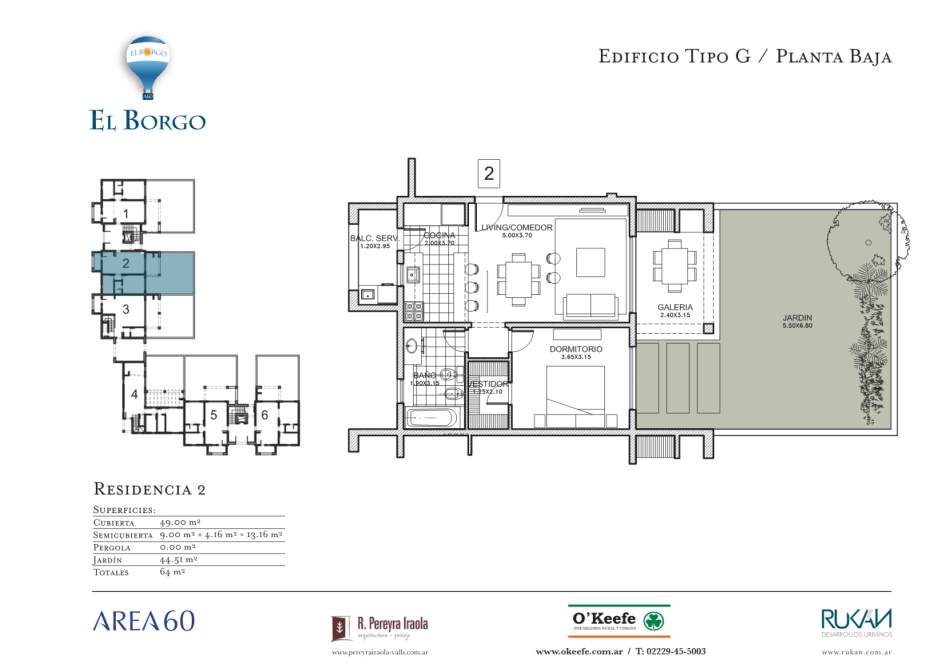 EL BORGO
EL BORGO
EDIFICIO TIPO G / PLANTA BAJA
1
2
3
4
5
6
2
BALC. SERV.
1.20X2.95
COCINA
2.00X3.70
LIVING/COMEDOR
5.00X3.70
GALERIA
2.40X3.15
JARDIN
5.50X6.80
DORMITORIO
3.65X3.15
BAÑO
1.90X3.15
VESTIDOR
1.25X2.10
RESIDENCIA 2
SUPERFICIES:
CUBIERTA 49.00 m²
SEMICUBIERTA 9.00 m² + 4.16 m² = 13.16 m²
PERGOLA 0.00 m²
JARDÍN 44.51 m²
TOTALES 64 m²
AREA60
R. Pereyra Iraola
arquitectura - paisaje
www.pereyrairaola-valls.com.ar
O'Keefe
INMOBILIARIA RURAL Y URBANA
www.okeefe.com.ar / T: 02229-45-5003
RUKAN
DESARROLLOS URBANOS
www.rukan.com.ar